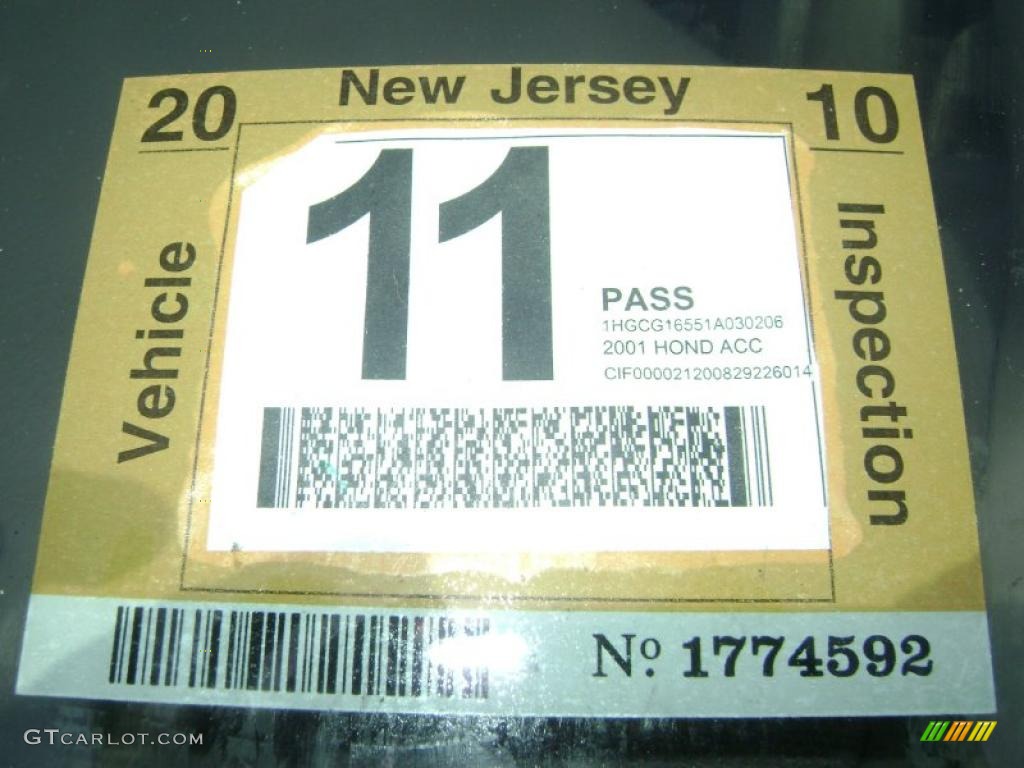 New Jersey
20 10
11
Vehicle
Inspection
PASS
1HGCG16551A030206
2001 HOND ACC
CIF000021200829226014
Nº. 1774592
GTCARLOT.COM